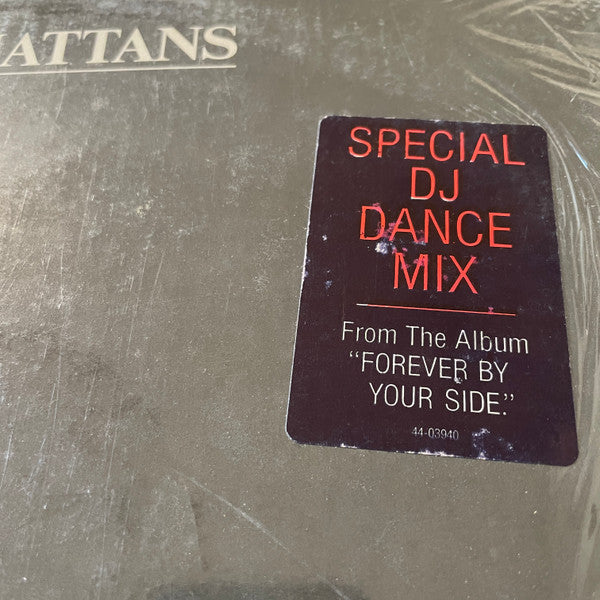 ATTANS
SPECIAL
DJ
DANCE
MIX
From The Album
"FOREVER BY
YOUR SIDE."
44-03940